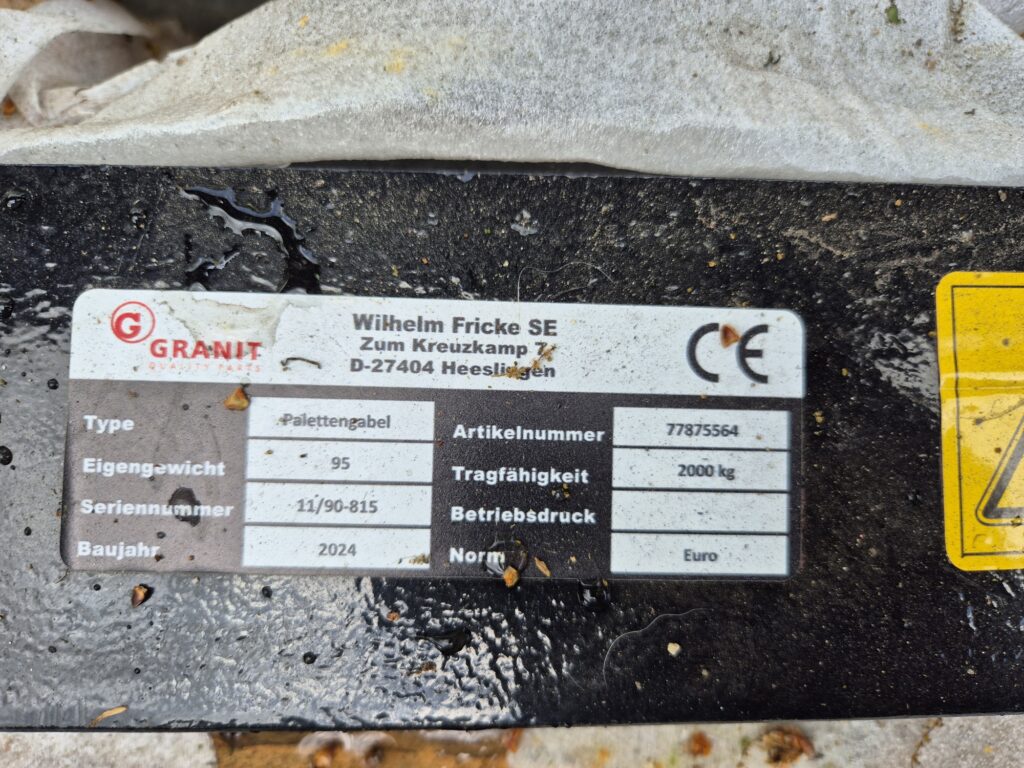 G
GRANIT
QUALITY PARTS
Wilhelm Fricke SE
Zum Kreuzkamp 7
D-27404 Heeslingen
CE
Type Palettengabel
Eigengewicht 95
Seriennummer 11/90-815
Baujahr 2024
Artikelnummer 77875564
Tragfähigkeit 2000 kg
Betriebsdruck
Norm Euro